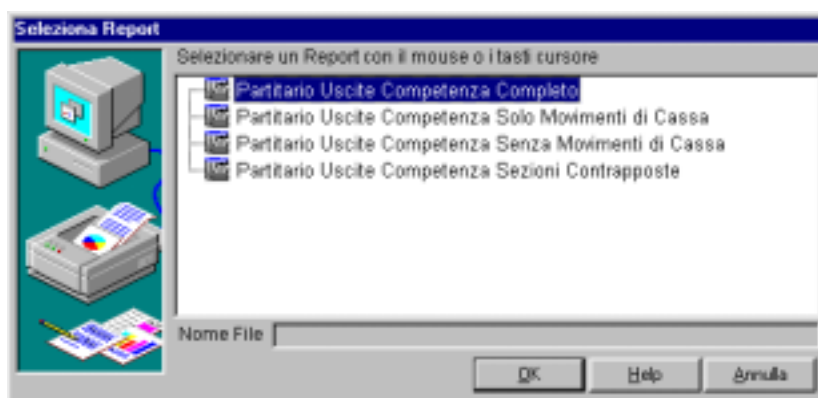 Seleziona Report
Selezionare un Report con il mouse o i tasti cursore
Partitario Uscite Competenza Completo
Partitario Uscite Competenza Solo Movimenti di Cassa
Partitario Uscite Competenza Senza Movimenti di Cassa
Partitario Uscite Competenza Sezioni Contrapposte
Nome File
OK Help Annulla